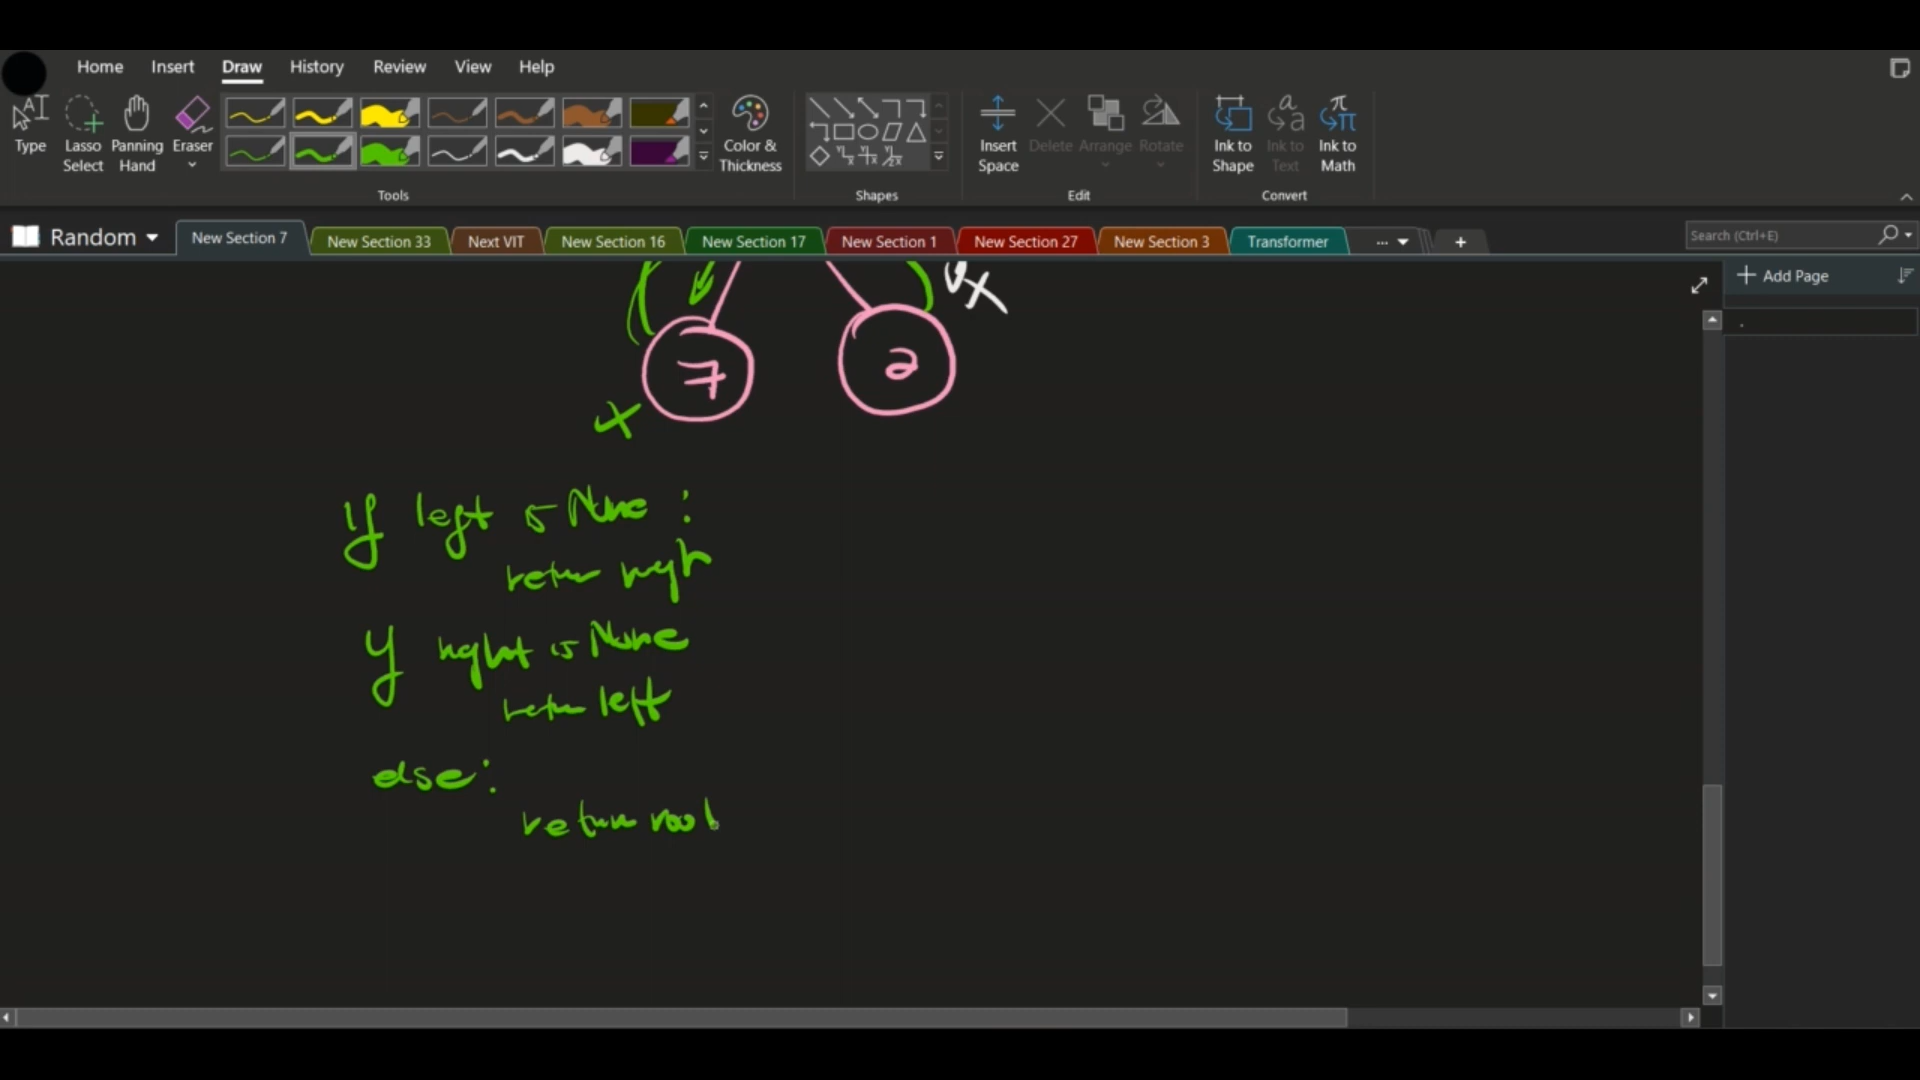 Home Insert Draw History Review View Help
Type
Lasso Select
Panning Hand
Eraser
Color & Thickness
Insert Space
Delete
Arrange
Rotate
Ink to Shape
Ink to Text
Ink to Math
Tools Shapes Edit Convert
Random New Section 7 New Section 33 Next VIT New Section 16 New Section 17 New Section 1 New Section 27 New Section 3 Transformer ... + Search (Ctrl+E)
+ Add Page
.
7 2
x
If left is None :
return righ
if right is None
return left
else:
return roo